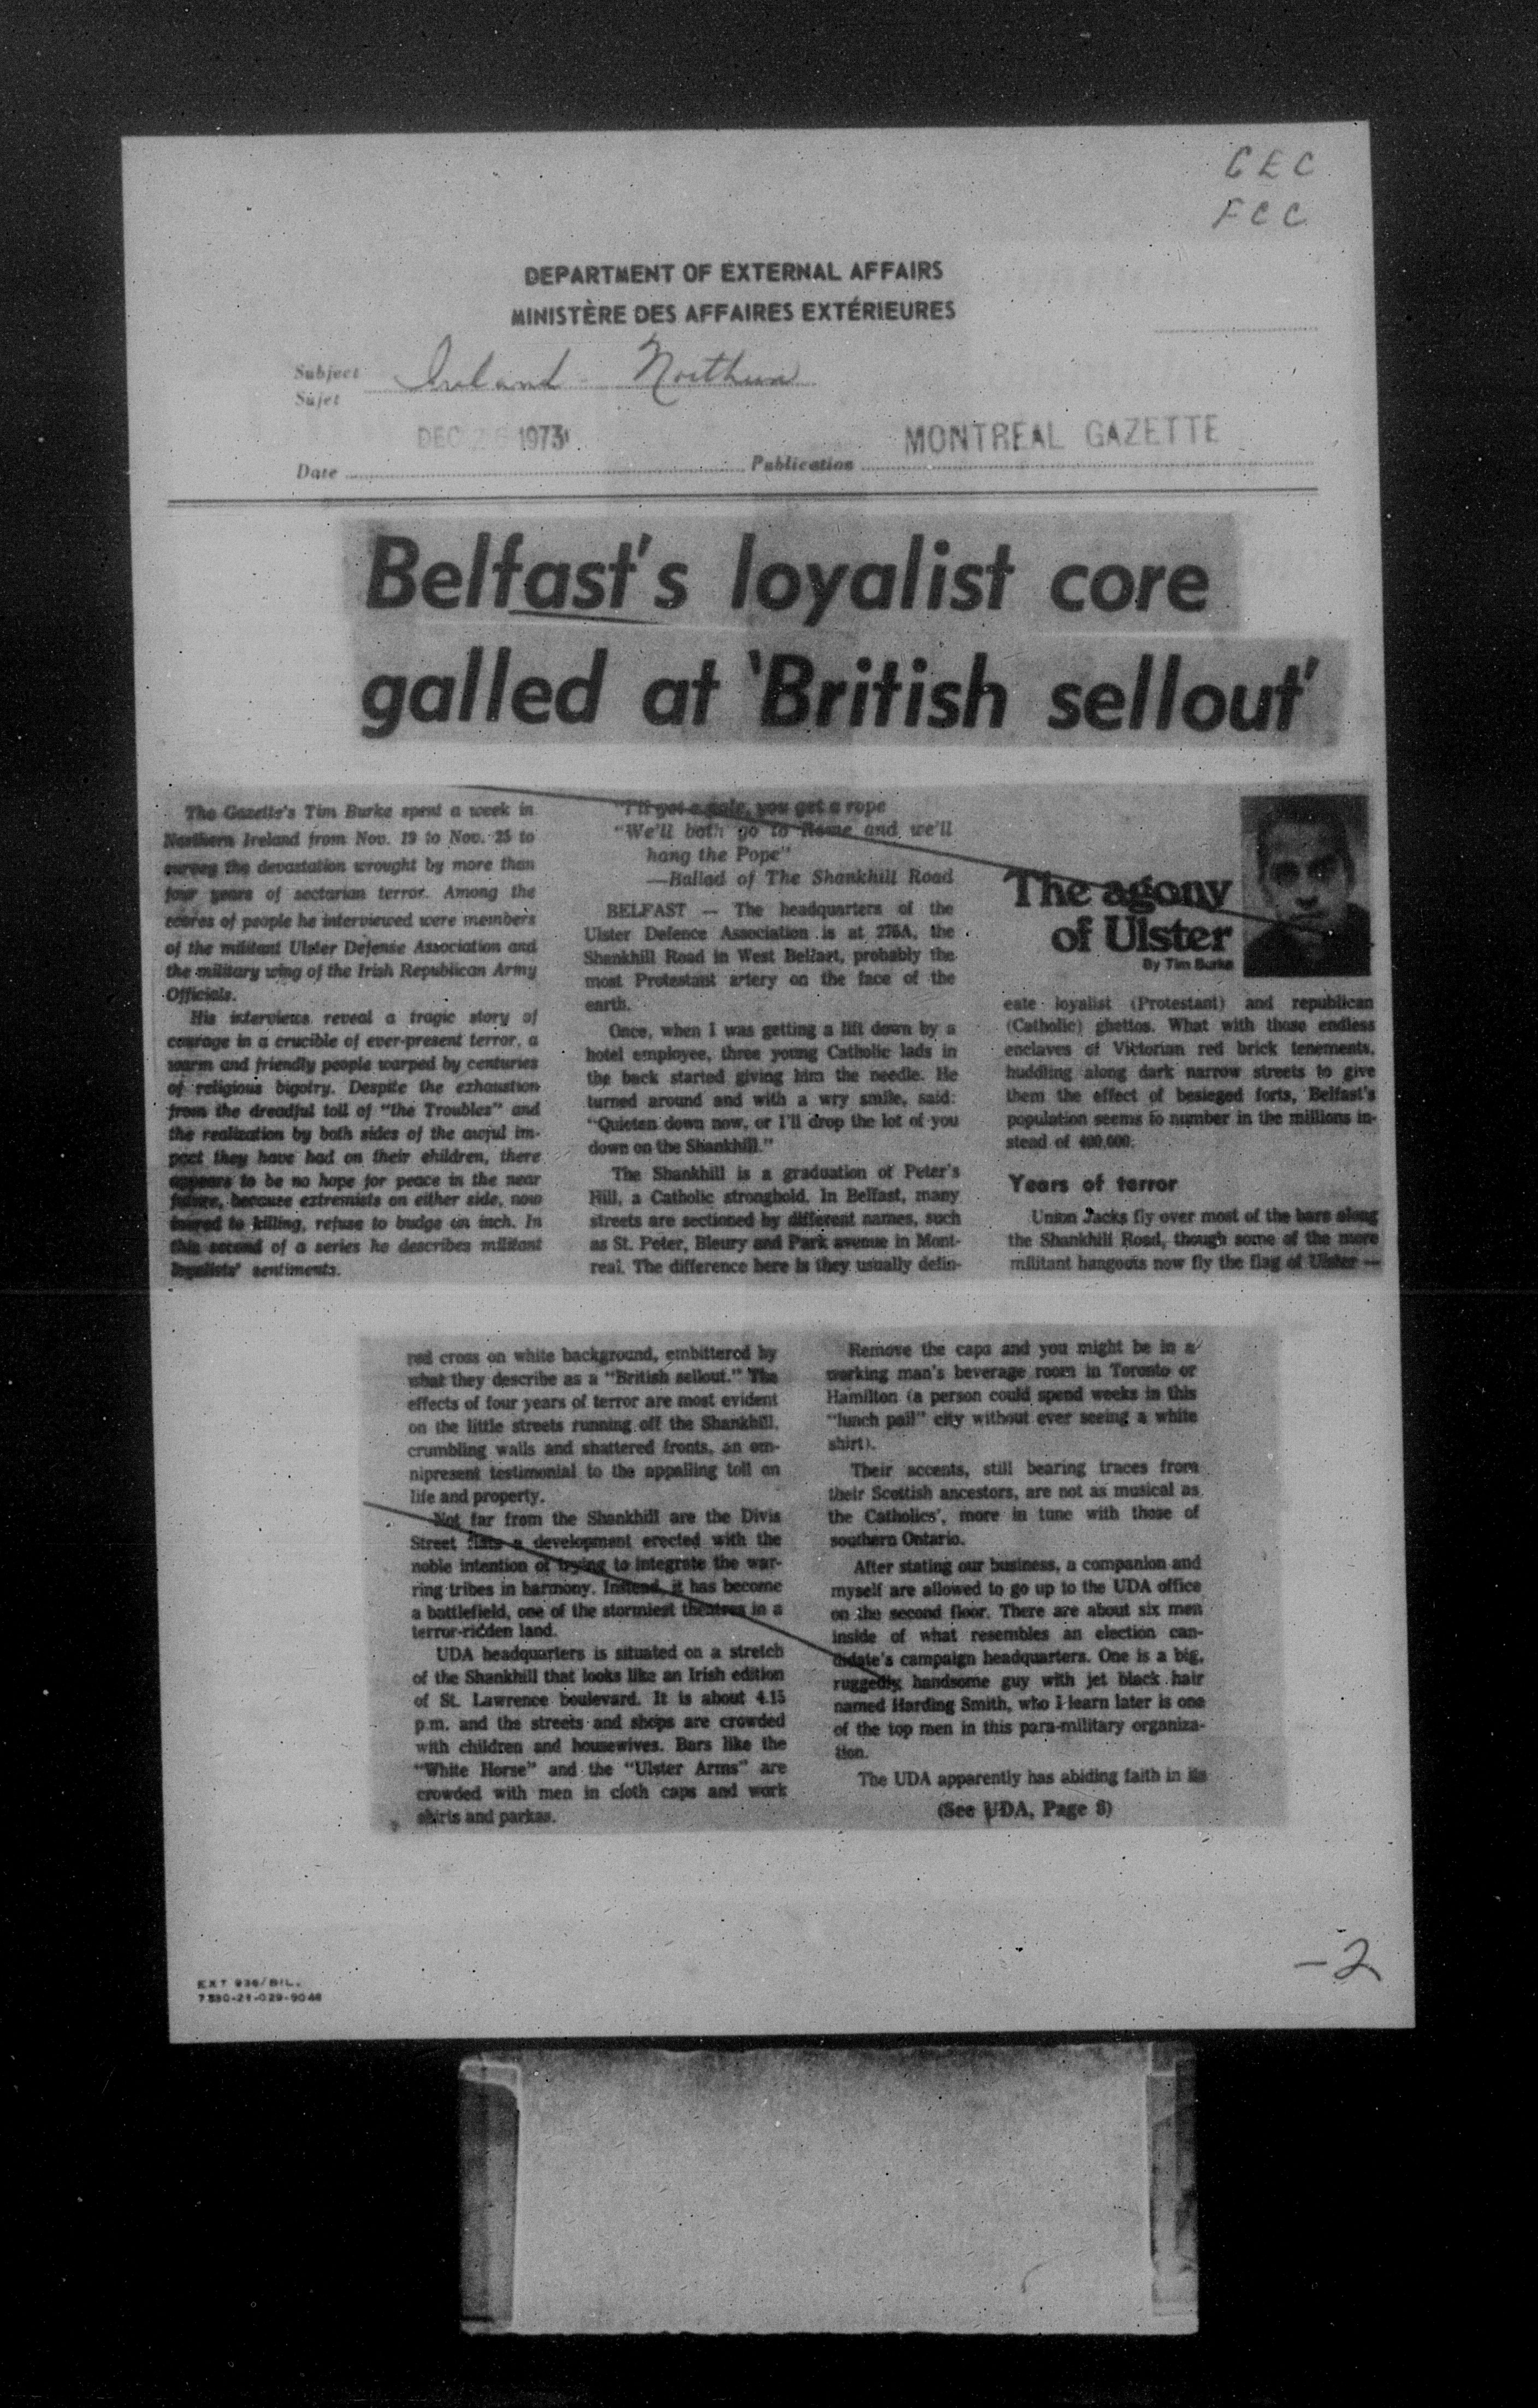 GEC
FCC
DEPARTMENT OF EXTERNAL AFFAIRS
MINISTÈRE DES AFFAIRES EXTÉRIEURES
Subject
Sujet
Ireland - Northern
DEC 26 1973
MONTREAL GAZETTE
Date
Publication
Belfast's loyalist core
galled at 'British sellout'
The Gazette's Tim Burke spent a week in
Northern Ireland from Nov. 19 to Nov. 25 to
survey the devastation wrought by more than
four years of sectarian terror. Among the
scores of people he interviewed were members
of the militant Ulster Defense Association and
the military wing of the Irish Republican Army
Officials.
His interviews reveal a tragic story of
courage in a crucible of ever-present terror, a
warm and friendly people warped by centuries
of religious bigotry. Despite the exhaustion
from the dreadful toll of "the Troubles" and
the realization by both sides of the awful im-
pact they have had on their children, there
appears to be no hope for peace in the near
future, because extremists on either side, now
inured to killing, refuse to budge an inch. In
this second of a series he describes militant
loyalists' sentiments.
"I'll get a pole, you get a rope
"We'll both go to Rome and we'll
hang the Pope"
—Ballad of The Shankhill Road
BELFAST — The headquarters of the
Ulster Defence Association is at 275A, the
Shankhill Road in West Belfast, probably the
most Protestant artery on the face of the
earth.
Once, when I was getting a lift down by a
hotel employee, three young Catholic lads in
the back started giving him the needle. He
turned around and with a wry smile, said:
"Quieten down now, or I'll drop the lot of you
down on the Shankhill."
The Shankhill is a graduation of Peter's
Hill, a Catholic stronghold. In Belfast, many
streets are sectioned by different names, such
as St. Peter, Bleury and Park avenue in Mont-
real. The difference here is they usually delin-
The agony
of Ulster
By Tim Burke
eate loyalist (Protestant) and republican
(Catholic) ghettos. What with those endless
enclaves of Victorian red brick tenements,
huddling along dark narrow streets to give
them the effect of besieged forts, Belfast's
population seems to number in the millions in-
stead of 400,000.
Years of terror
Union Jacks fly over most of the bars along
the Shankhill Road, though some of the more
militant hangouts now fly the flag of Ulster —
red cross on white background, embittered by
what they describe as a "British sellout." The
effects of four years of terror are most evident
on the little streets running off the Shankhill,
crumbling walls and shattered fronts, an om-
nipresent testimonial to the appalling toll on
life and property.
Not far from the Shankhill are the Divis
Street flats a development erected with the
noble intention of trying to integrate the war-
ring tribes in harmony. Instead, it has become
a battlefield, one of the stormiest theatres in a
terror-ridden land.
UDA headquarters is situated on a stretch
of the Shankhill that looks like an Irish edition
of St. Lawrence boulevard. It is about 4.15
p.m. and the streets and shops are crowded
with children and housewives. Bars like the
"White Horse" and the "Ulster Arms" are
crowded with men in cloth caps and work
shirts and parkas.
Remove the caps and you might be in a
working man's beverage room in Toronto or
Hamilton (a person could spend weeks in this
"lunch pail" city without ever seeing a white
shirt).
Their accents, still bearing traces from
their Scottish ancestors, are not as musical as
the Catholics', more in tune with those of
southern Ontario.
After stating our business, a companion and
myself are allowed to go up to the UDA office
on the second floor. There are about six men
inside of what resembles an election can-
didate's campaign headquarters. One is a big,
ruggedly handsome guy with jet black hair
named Harding Smith, who I learn later is one
of the top men in this para-military organiza-
tion.
The UDA apparently has abiding faith in its
(See UDA, Page 8)
-2
EXT 936/BIL.
7530-21-029-9046